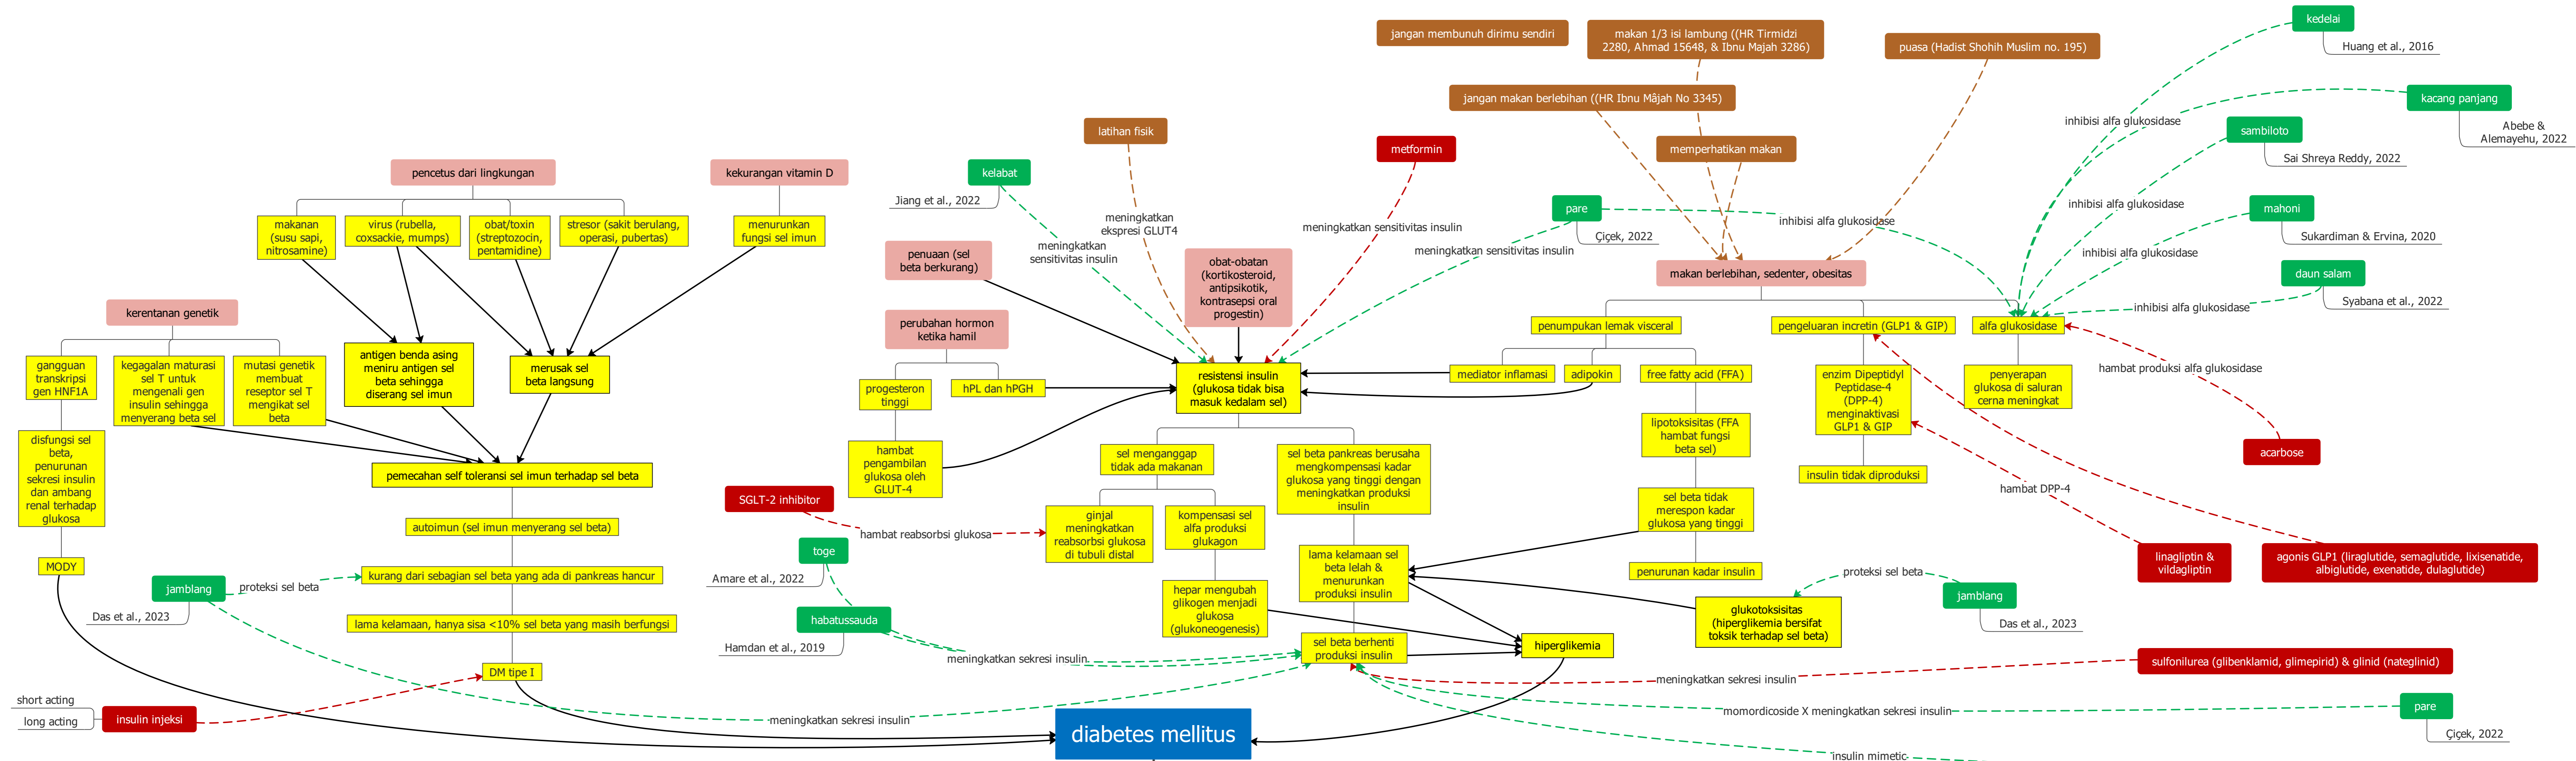 kedelai
Huang et al., 2016
jangan membunuh dirimu sendiri
makan 1/3 isi lambung ((HR Tirmidzi
2280, Ahmad 15648, & Ibnu Majah 3286)
puasa (Hadist Shohih Muslim no. 195)
jangan makan berlebihan ((HR Ibnu Mâjah No 3345)
kacang panjang
Abebe &
Alemayehu, 2022
inhibisi alfa glukosidase
latihan fisik
metformin
memperhatikan makan
sambiloto
Sai Shreya Reddy, 2022
pencetus dari lingkungan
kekurangan vitamin D
kelabat
Jiang et al., 2022
pare
Çiçek, 2022
inhibisi alfa glukosidase
inhibisi alfa glukosidase
mahoni
Sukardiman & Ervina, 2020
inhibisi alfa glukosidase
makanan
(susu sapi,
nitrosamine)
virus (rubella,
coxsackie, mumps)
obat/toxin
(streptozocin,
pentamidine)
stresor (sakit berulang,
operasi, pubertas)
menurunkan
fungsi sel imun
meningkatkan
ekspresi GLUT4
meningkatkan
sensitivitas insulin
meningkatkan sensitivitas insulin
meningkatkan sensitivitas insulin
penuaan (sel
beta berkurang)
obat-obatan
(kortikosteroid,
antipsikotik,
kontrasepsi oral
progestin)
makan berlebihan, sedenter, obesitas
daun salam
Syabana et al., 2022
inhibisi alfa glukosidase
kerentanan genetik
perubahan hormon
ketika hamil
penumpukan lemak visceral
pengeluaran incretin (GLP1 & GIP)
alfa glukosidase
gangguan
transkripsi
gen HNF1A
kegagalan maturasi
sel T untuk
mengenali gen
insulin sehingga
menyerang beta sel
mutasi genetik
membuat
reseptor sel T
mengikat sel
beta
antigen benda asing
meniru antigen sel
beta sehingga
diserang sel imun
merusak sel
beta langsung
progesteron
tinggi
hPL dan hPGH
resistensi insulin
(glukosa tidak bisa
masuk kedalam sel)
mediator inflamasi
adipokin
free fatty acid (FFA)
enzim Dipeptidyl
Peptidase-4
(DPP-4)
menginaktivasi
GLP1 & GIP
penyerapan
glukosa di saluran
cerna meningkat
hambat produksi alfa glukosidase
disfungsi sel
beta,
penurunan
sekresi insulin
dan ambang
renal terhadap
glukosa
pemecahan self toleransi sel imun terhadap sel beta
hambat
pengambilan
glukosa oleh
GLUT-4
sel menganggap
tidak ada makanan
sel beta pankreas berusaha
mengkompensasi kadar
glukosa yang tinggi dengan
meningkatkan produksi
insulin
lipotoksisitas (FFA
hambat fungsi
beta sel)
insulin tidak diproduksi
acarbose
hambat DPP-4
SGLT-2 inhibitor
hambat reabsorbsi glukosa
ginjal
meningkatkan
reabsorbsi glukosa
di tubuli distal
kompensasi sel
alfa produksi
glukagon
sel beta tidak
merespon kadar
glukosa yang tinggi
autoimun (sel imun menyerang sel beta)
toge
Amare et al., 2022
MODY
kurang dari sebagian sel beta yang ada di pankreas hancur
lama kelamaan sel
beta lelah &
menurunkan
produksi insulin
penurunan kadar insulin
linagliptin &
vildagliptin
agonis GLP1 (liraglutide, semaglutide, lixisenatide,
albiglutide, exenatide, dulaglutide)
jamblang
Das et al., 2023
proteksi sel beta
proteksi sel beta
jamblang
Das et al., 2023
habatussauda
Hamdan et al., 2019
hepar mengubah
glikogen menjadi
glukosa
(glukoneogenesis)
glukotoksisitas
(hiperglikemia bersifat
toksik terhadap sel beta)
lama kelamaan, hanya sisa <10% sel beta yang masih berfungsi
meningkatkan sekresi insulin
sel beta berhenti
produksi insulin
hiperglikemia
DM tipe I
sulfonilurea (glibenklamid, glimepirid) & glinid (nateglinid)
meningkatkan sekresi insulin
short acting
long acting
insulin injeksi
meningkatkan sekresi insulin
momordicoside X meningkatkan sekresi insulin
pare
Çiçek, 2022
diabetes mellitus
insulin mimetic